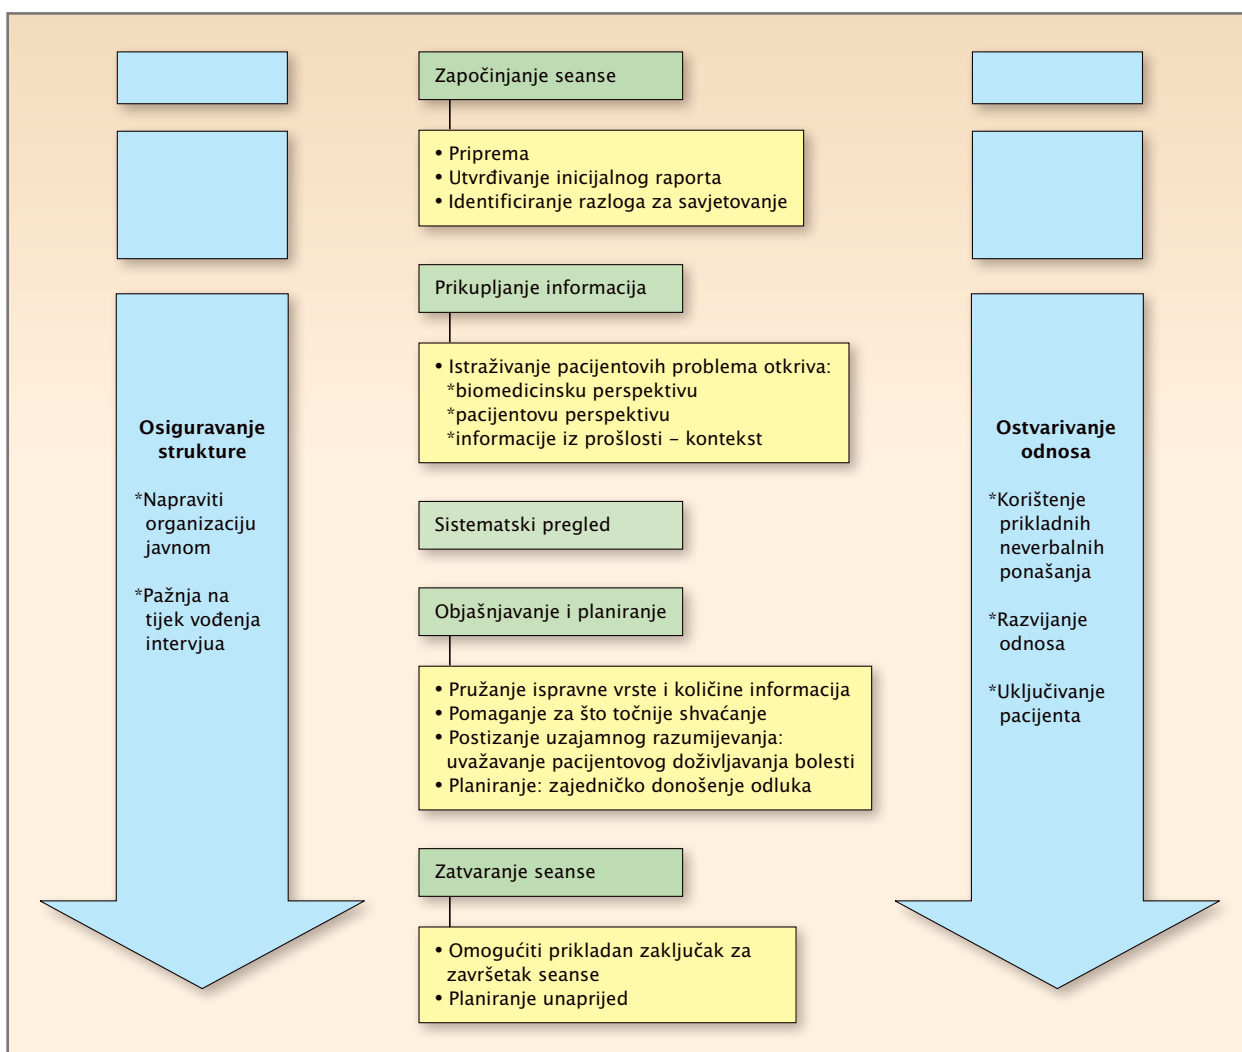 Započinjanje seanse
• Priprema
• Utvrđivanje inicijalnog raporta
• Identificiranje razloga za savjetovanje
Prikupljanje informacija
• Istraživanje pacijentovih problema otkriva:
*biomedicinsku perspektivu
*pacijentovu perspektivu
*informacije iz prošlosti – kontekst
Sistematski pregled
Objašnjavanje i planiranje
• Pružanje ispravne vrste i količine informacija
• Pomaganje za što točnije shvaćanje
• Postizanje uzajamnog razumijevanja:
uvažavanje pacijentovog doživljavanja bolesti
• Planiranje: zajedničko donošenje odluka
Zatvaranje seanse
• Omogućiti prikladan zaključak za
završetak seanse
• Planiranje unaprijed
Osiguravanje
strukture
*Napraviti
organizaciju
javnom
*Pažnja na
tijek vođenja
intervjua
Ostvarivanje
odnosa
*Korištenje
prikladnih
neverbalnih
ponašanja
*Razvijanje
odnosa
*Uključivanje
pacijenta